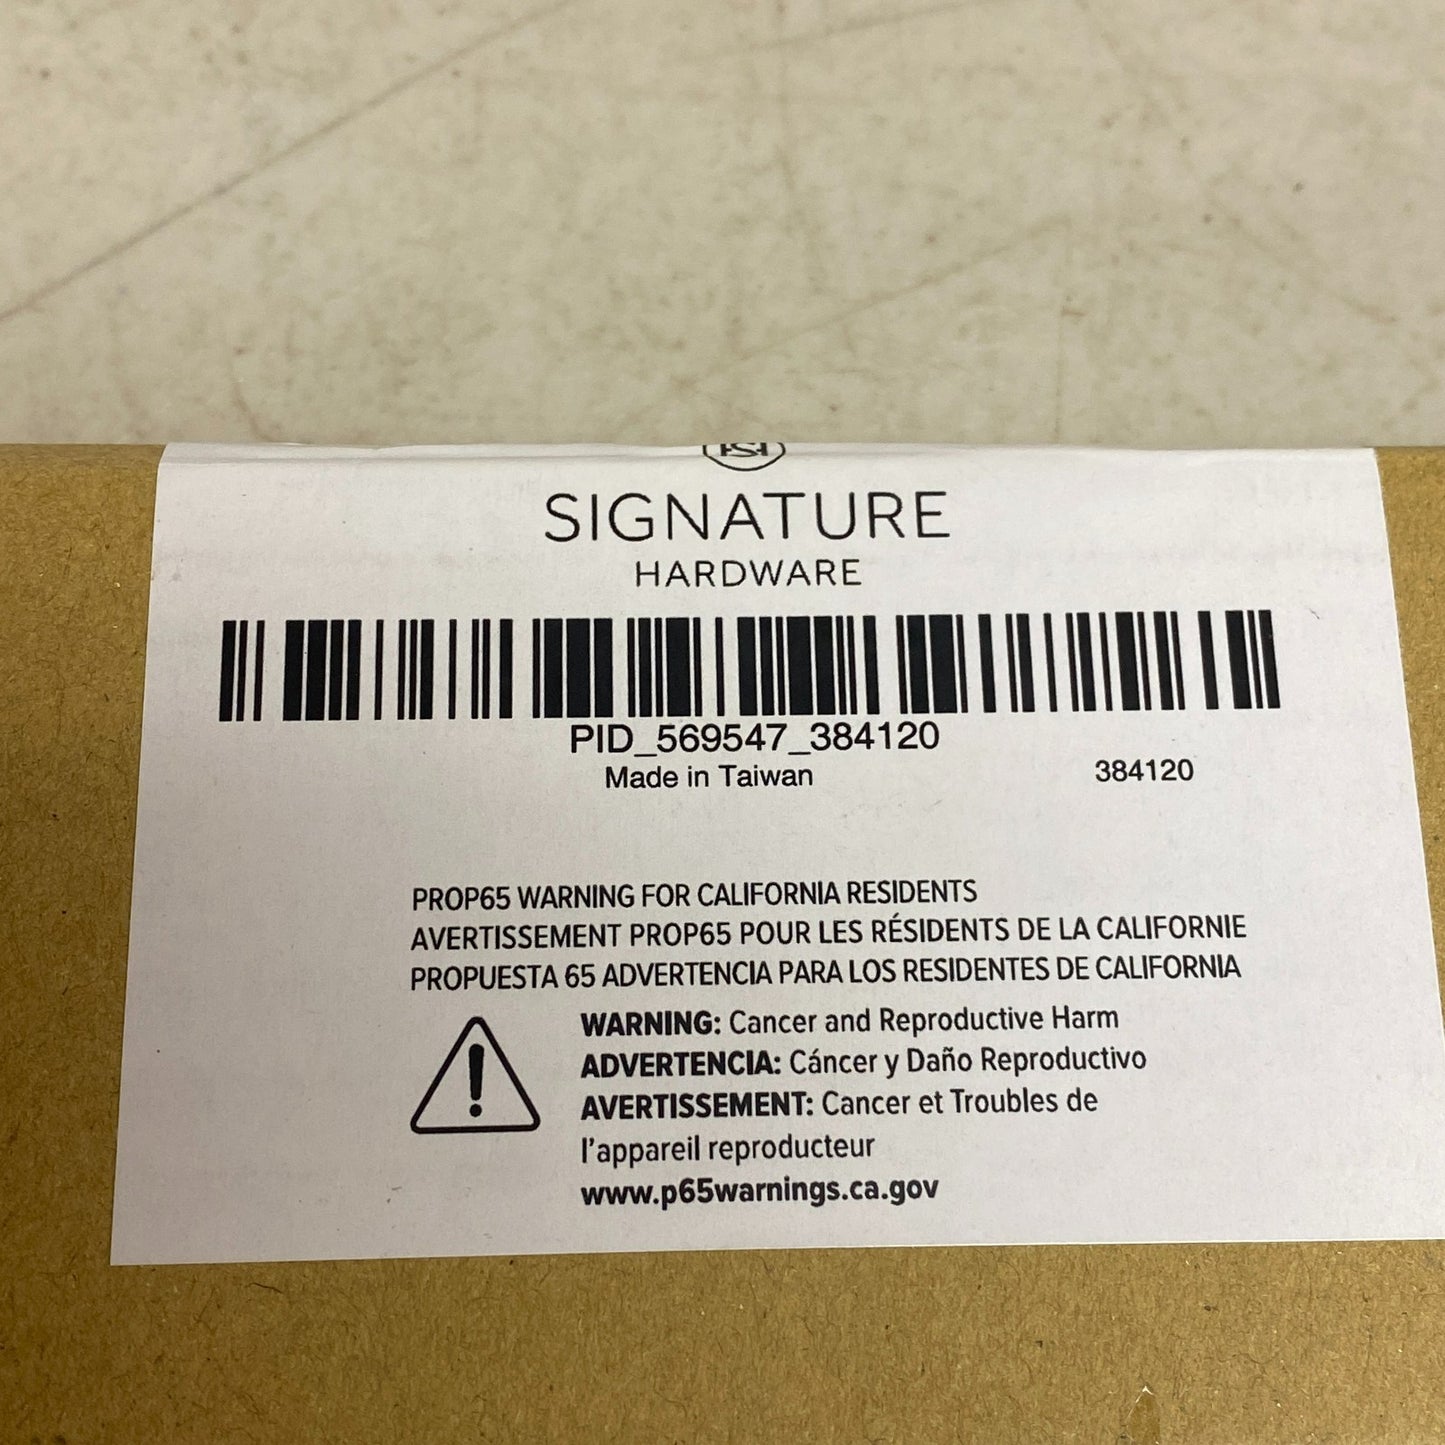 SIGNATURE
HARDWARE
PID_569547_384120
Made in Taiwan 384120
PROP65 WARNING FOR CALIFORNIA RESIDENTS
AVERTISSEMENT PROP65 POUR LES RÉSIDENTS DE LA CALIFORNIE
PROPUESTA 65 ADVERTENCIA PARA LOS RESIDENTES DE CALIFORNIA
WARNING: Cancer and Reproductive Harm
ADVERTENCIA: Cáncer y Daño Reproductivo
AVERTISSEMENT: Cancer et Troubles de
l'appareil reproducteur
www.p65warnings.ca.gov